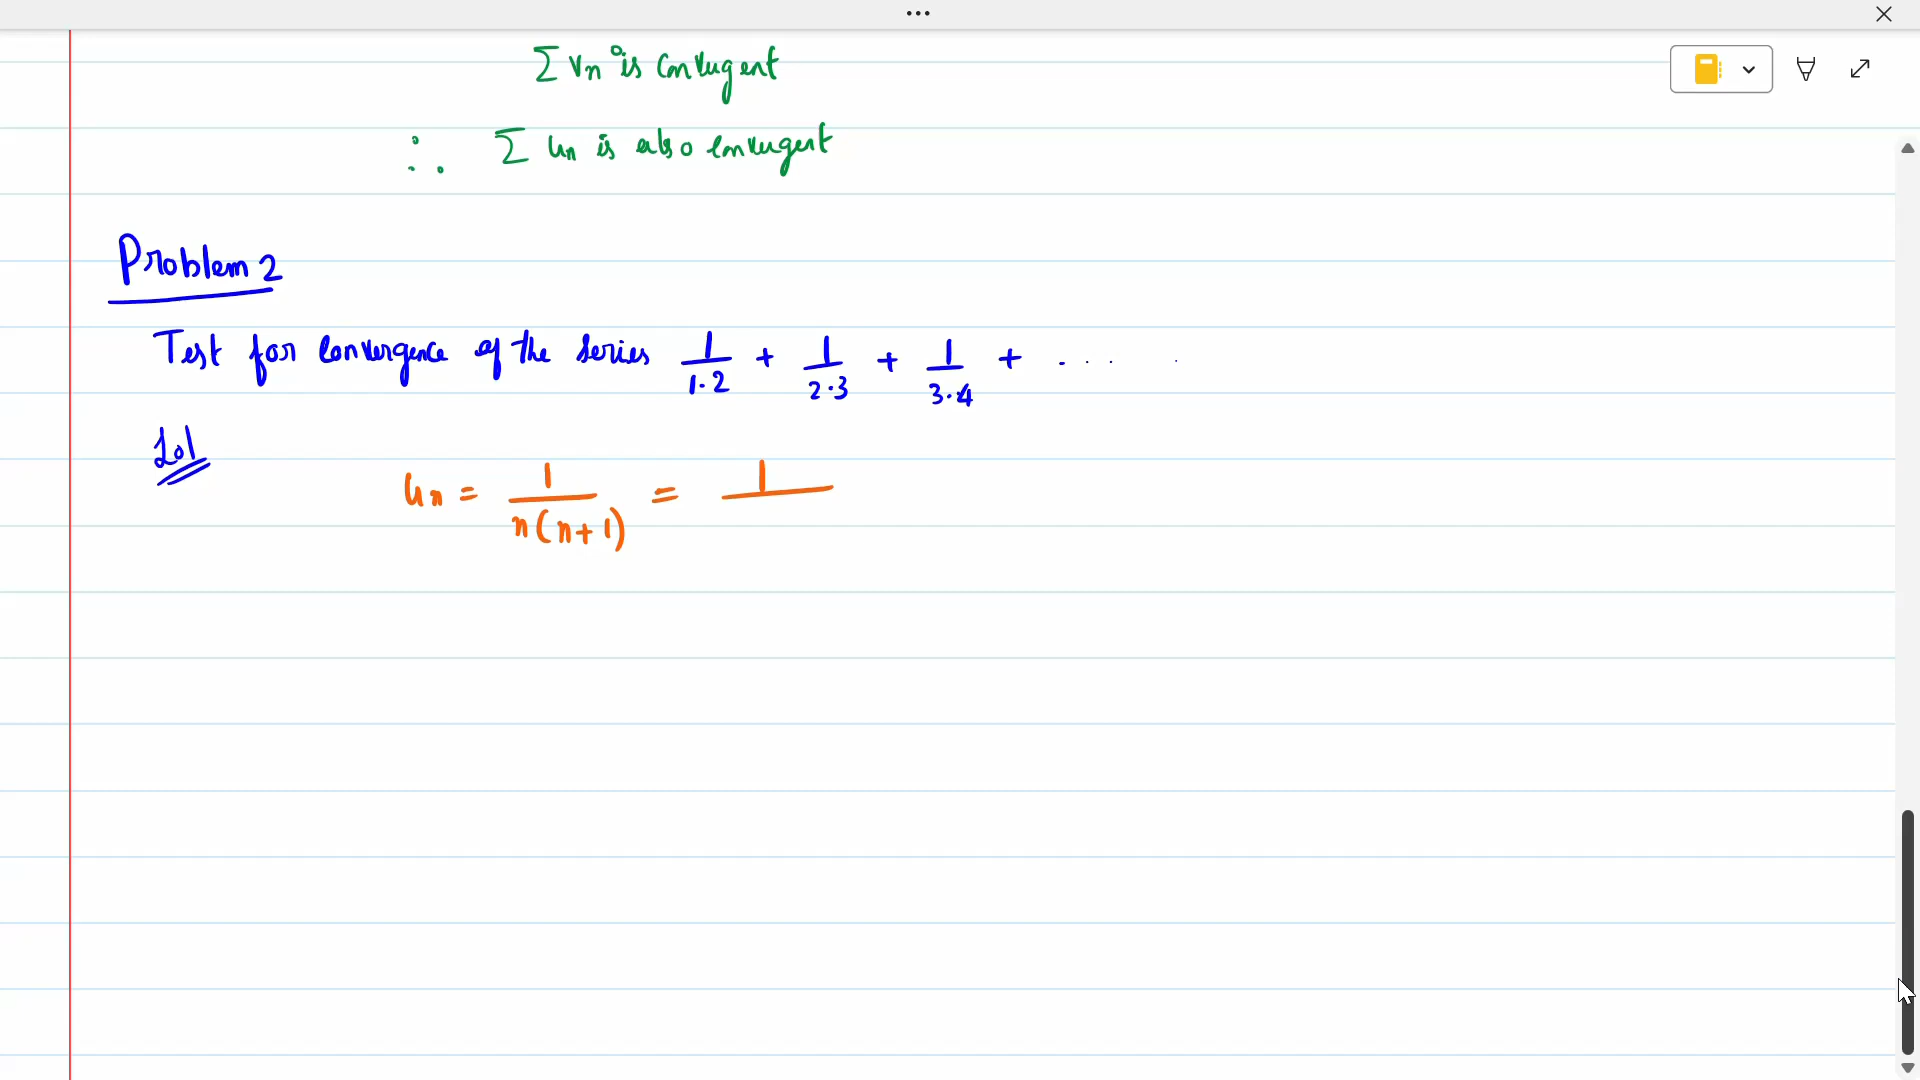 ∑ vn is convergent
∴ ∑ un is also convergent
Problem 2
Test for convergence of the series 1/1·2 + 1/2·3 + 1/3·4 + ....
Sol
un = 1/n(n+1) = 1/